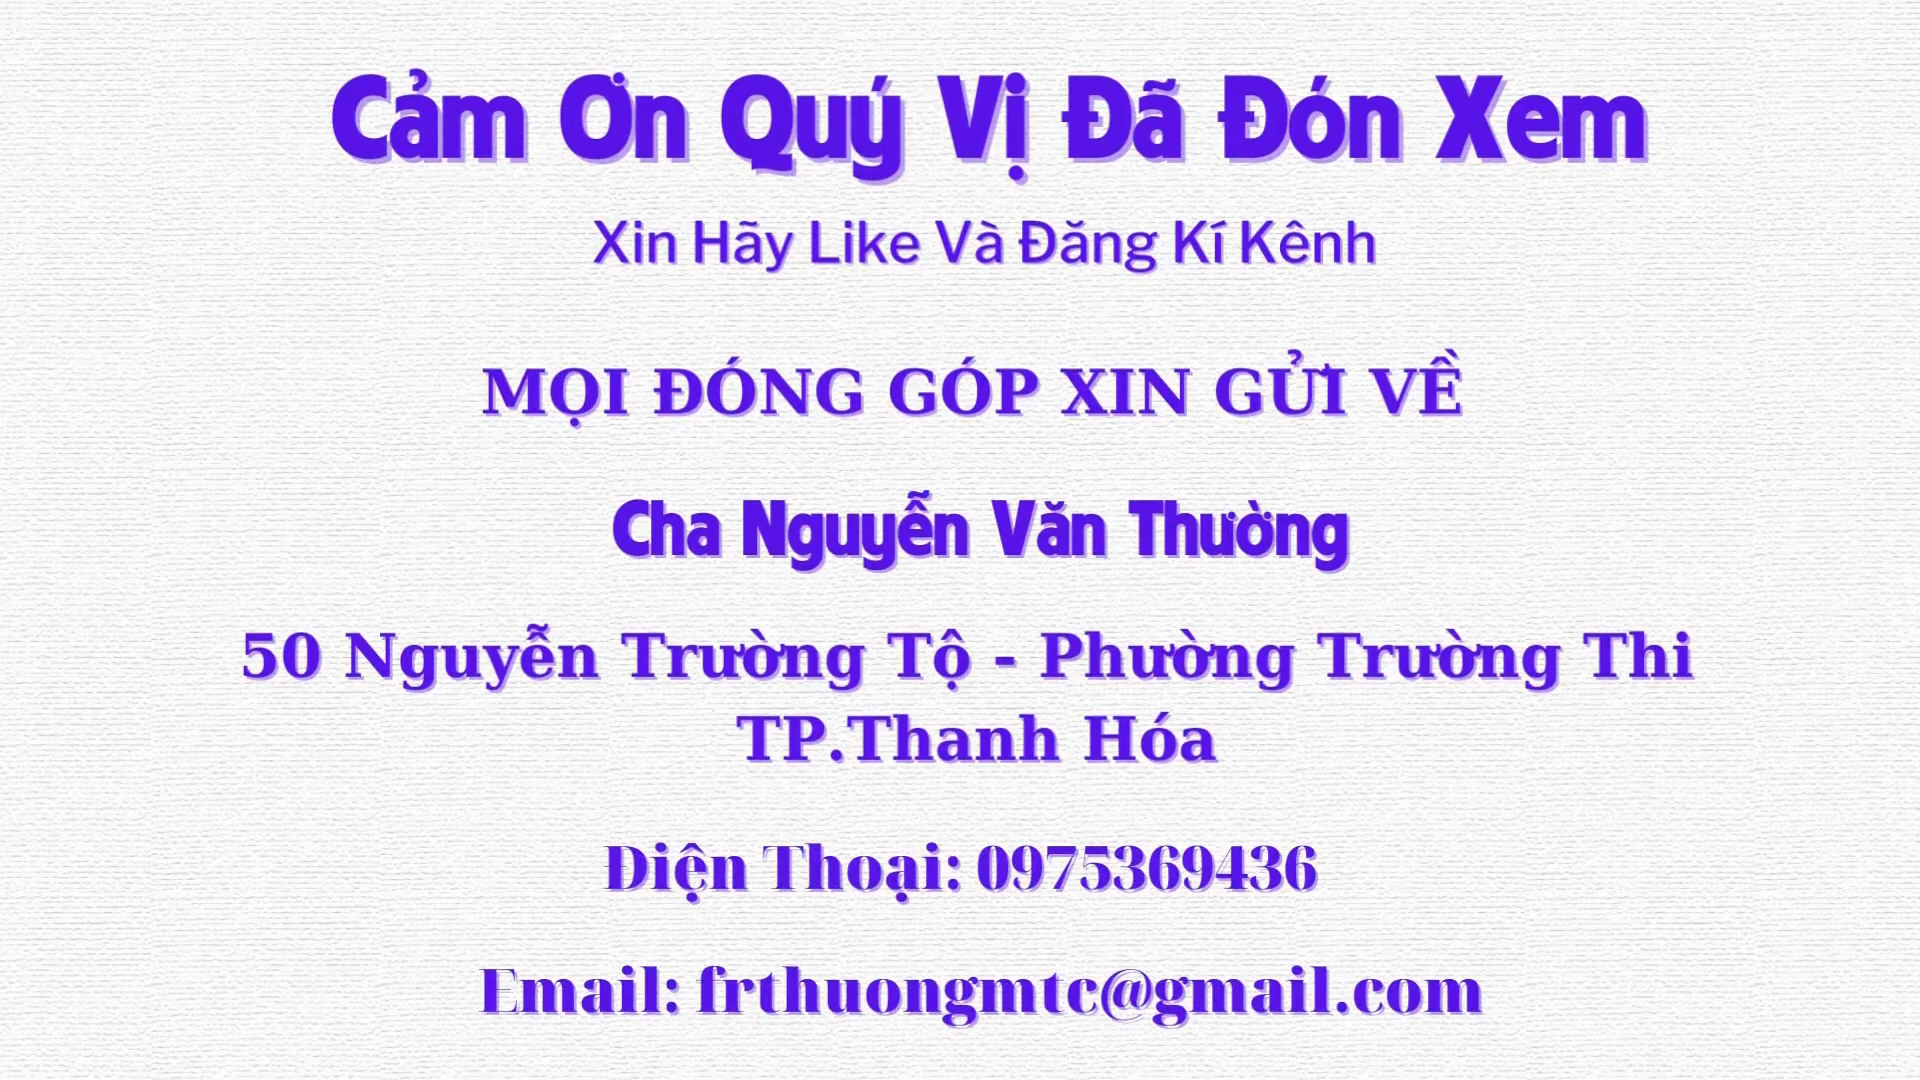 Cảm Ơn Quý Vị Đã Đón Xem
Xin Hãy Like Và Đăng Kí Kênh
MỌI ĐÓNG GÓP XIN GỬI VỀ
Cha Nguyễn Văn Thường
50 Nguyễn Trường Tộ - Phường Trường Thi
TP.Thanh Hóa
Điện Thoại: 0975369436
Email: frthuongmtc@gmail.com